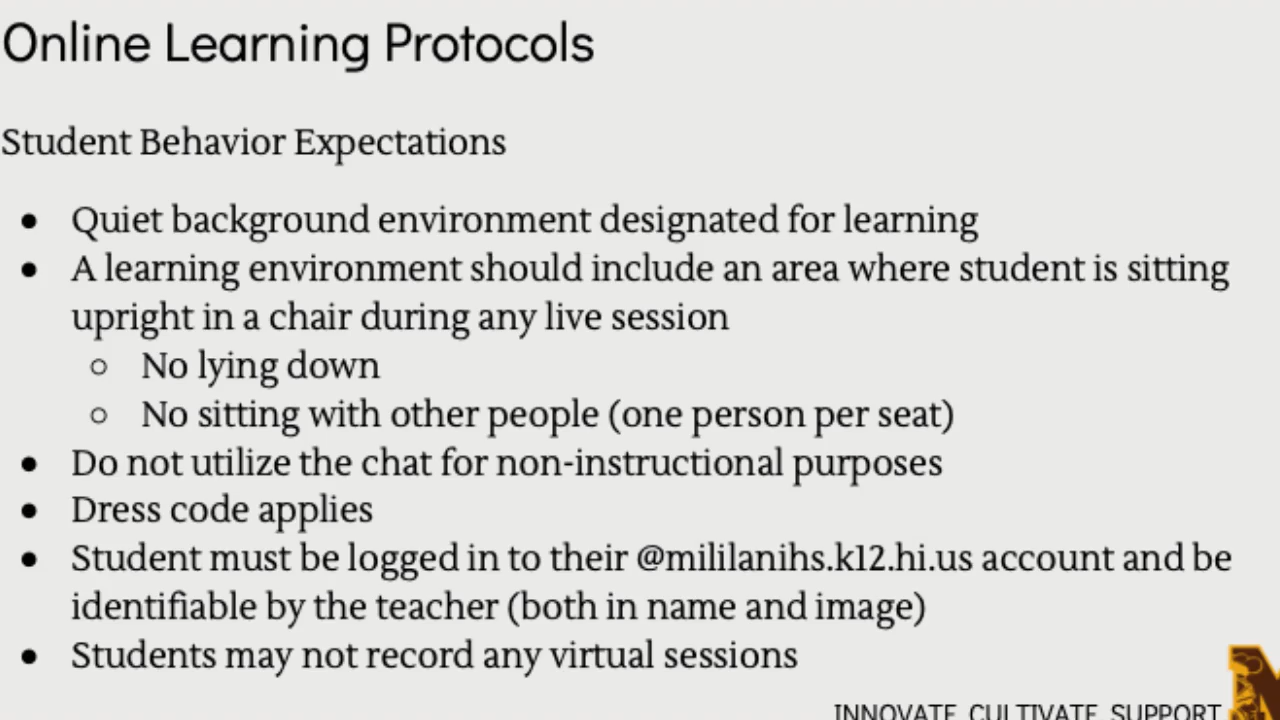 Online Learning Protocols
Student Behavior Expectations
● Quiet background environment designated for learning
● A learning environment should include an area where student is sitting
upright in a chair during any live session
○ No lying down
○ No sitting with other people (one person per seat)
● Do not utilize the chat for non-instructional purposes
● Dress code applies
● Student must be logged in to their @mililanihs.k12.hi.us account and be
identifiable by the teacher (both in name and image)
● Students may not record any virtual sessions
INNOVATE CULTIVATE SUPPORT
M